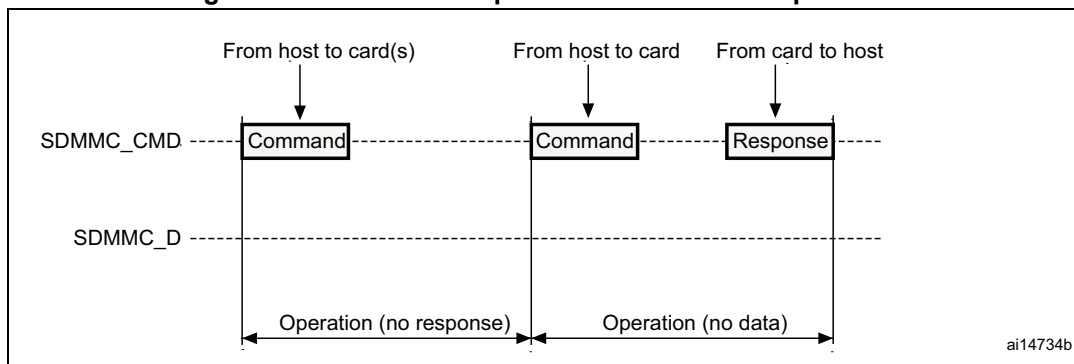 From host to card(s) From host to card From card to host
SDMMC_CMD Command Command Response
SDMMC_D
Operation (no response) Operation (no data)
ai14734b